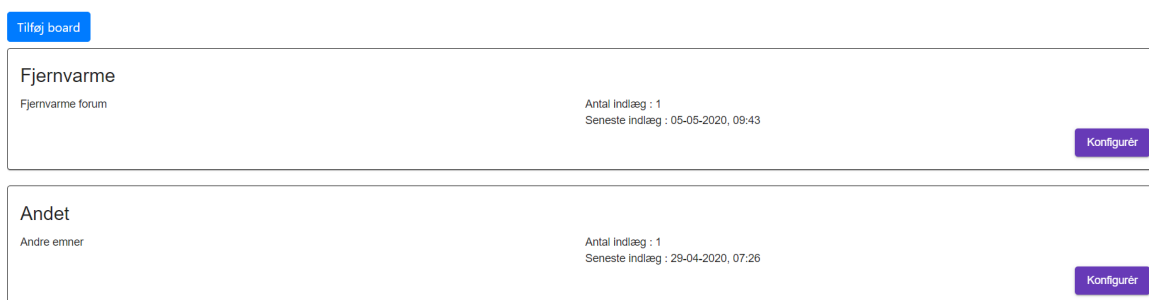 Tilføj board
Fjernvarme
Fjernvarme forum
Antal indlæg : 1
Seneste indlæg : 05-05-2020, 09:43
Konfigurér
Andet
Andre emner
Antal indlæg : 1
Seneste indlæg : 29-04-2020, 07:26
Konfigurér